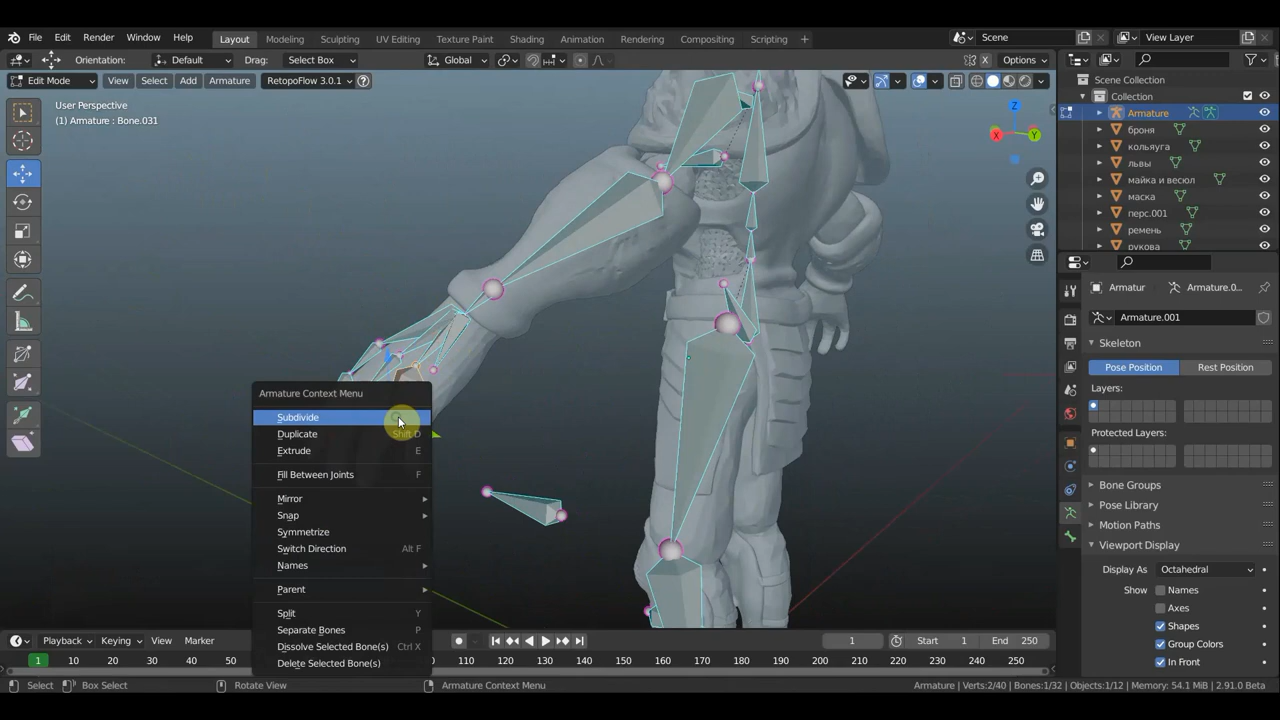 File Edit Render Window Help Layout Modeling Sculpting UV Editing Texture Paint Shading Animation Rendering Compositing Scripting + Scene View Layer
Orientation: Default Drag: Select Box Global X Options
Edit Mode View Select Add Armature RetopoFlow 3.0.1 ?
User Perspective
(1) Armature : Bone.031
Z
X Y
Scene Collection
Collection
Armature
броня
кольяуга
львы
майка и весюл
маска
перс.001
ремень
рукова
Armatur Armature.0...
Armature.001
Skeleton
Pose Position Rest Position
Layers:
Protected Layers:
Bone Groups
Pose Library
Motion Paths
Viewport Display
Display As Octahedral
Show Names
Axes
Shapes
Group Colors
In Front
Armature Context Menu
Subdivide
Duplicate Shift D
Extrude E
Fill Between Joints F
Mirror
Snap
Symmetrize
Switch Direction Alt F
Names
Parent
Split Y
Separate Bones P
Dissolve Selected Bone(s) Ctrl X
Delete Selected Bone(s)
Playback Keying View Marker 1 Start 1 End 250
1 10 20 30 40 50 100 110 120 130 140 150 160 170 180 190 200 210 220 230 240 250
Select Box Select Rotate View Armature Context Menu Armature | Verts:2/40 | Bones:1/32 | Objects:1/12 | Memory: 54.1 MiB | 2.91.0 Beta